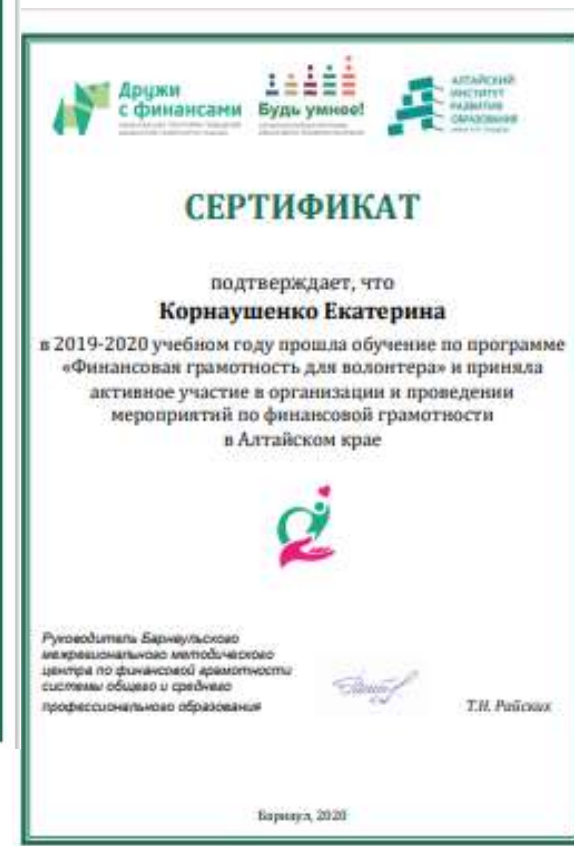 Дружи
с финансами
Будь умнее!
АЛТАЙСКИЙ
ИНСТИТУТ
РАЗВИТИЯ
ОБРАЗОВАНИЯ
СЕРТИФИКАТ
подтверждает, что
Корнаушенко Екатерина
в 2019-2020 учебном году прошла обучение по программе
«Финансовая грамотность для волонтера» и приняла
активное участие в организации и проведении
мероприятий по финансовой грамотности
в Алтайском крае
Руководитель Барнаульского
межрегионального методического
центра по финансовой грамотности
системы общего и среднего
профессионального образования
Т.Н. Райских
Барнаул, 2020